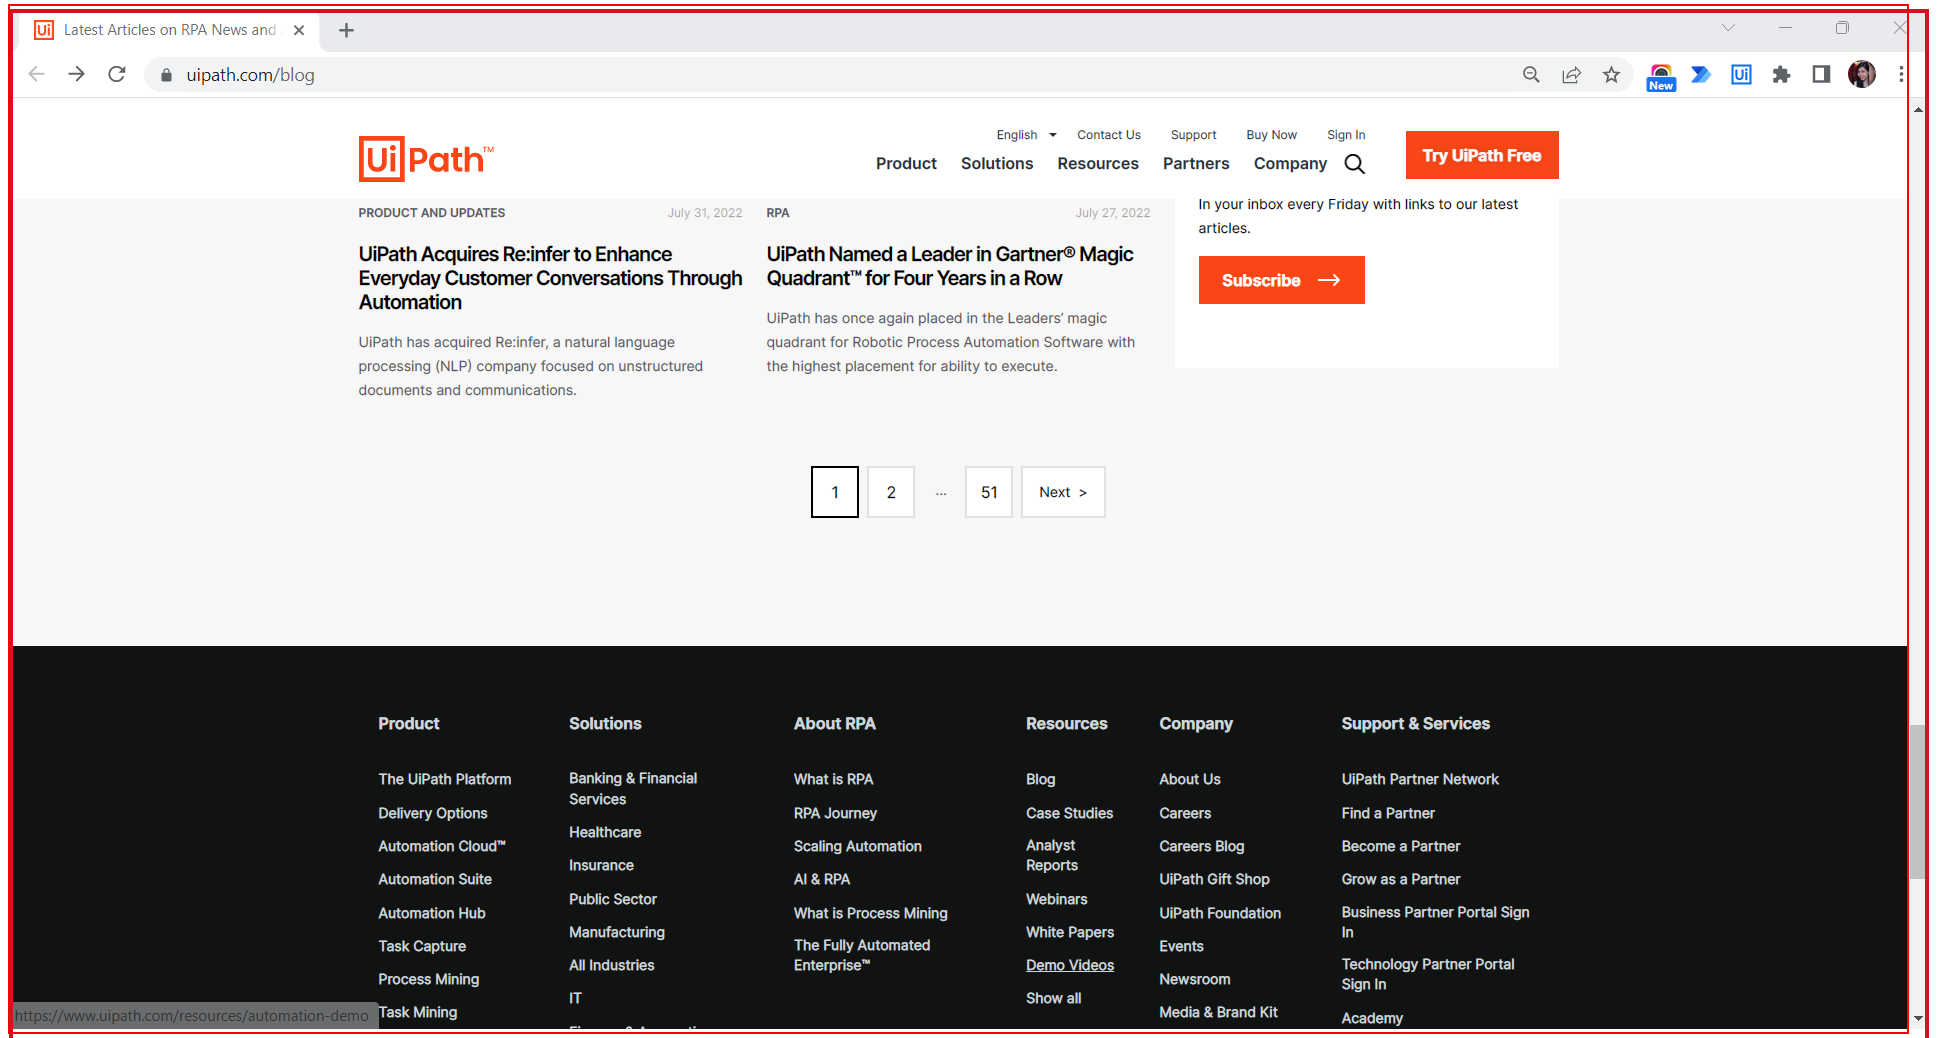 Ui Latest Articles on RPA News and
uipath.com/blog
New
Ui
English
Contact Us
Support
Buy Now
Sign In
UiPath™
Product
Solutions
Resources
Partners
Company
Try UiPath Free
PRODUCT AND UPDATES
July 31, 2022
UiPath Acquires Re:infer to Enhance
Everyday Customer Conversations Through
Automation
UiPath has acquired Re:infer, a natural language
processing (NLP) company focused on unstructured
documents and communications.
RPA
July 27, 2022
UiPath Named a Leader in Gartner® Magic
Quadrant™ for Four Years in a Row
UiPath has once again placed in the Leaders’ magic
quadrant for Robotic Process Automation Software with
the highest placement for ability to execute.
In your inbox every Friday with links to our latest
articles.
Subscribe
1 2 ... 51 Next >
Product
The UiPath Platform
Delivery Options
Automation Cloud™
Automation Suite
Automation Hub
Task Capture
Process Mining
Task Mining
Solutions
Banking & Financial
Services
Healthcare
Insurance
Public Sector
Manufacturing
All Industries
IT
About RPA
What is RPA
RPA Journey
Scaling Automation
AI & RPA
What is Process Mining
The Fully Automated
Enterprise™
Resources
Blog
Case Studies
Analyst
Reports
Webinars
White Papers
Demo Videos
Show all
Company
About Us
Careers
Careers Blog
UiPath Gift Shop
UiPath Foundation
Events
Newsroom
Media & Brand Kit
Support & Services
UiPath Partner Network
Find a Partner
Become a Partner
Grow as a Partner
Business Partner Portal Sign
In
Technology Partner Portal
Sign In
Academy
https://www.uipath.com/resources/automation-demo